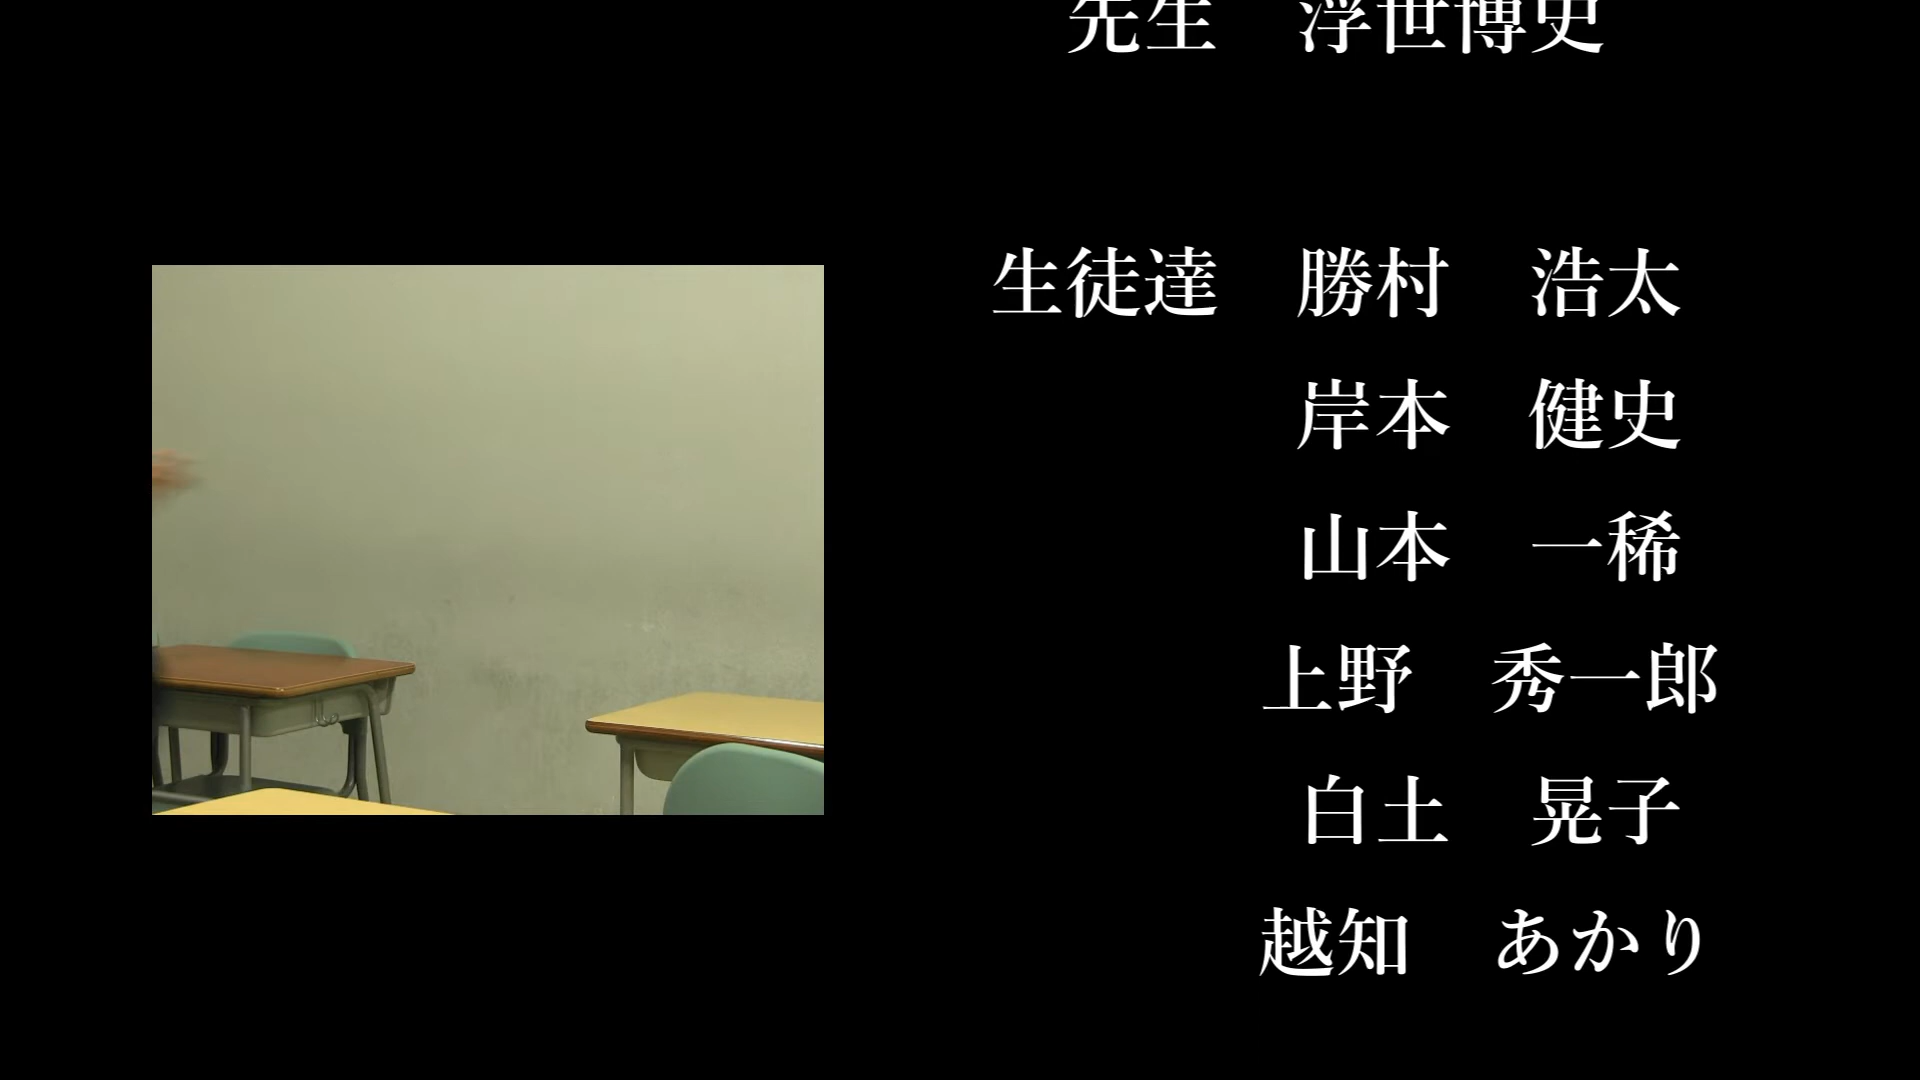 先生　浮世博史
生徒達　勝村　浩太
岸本　健史
山本　一稀
上野　秀一郎
白土　晃子
越知　あかり